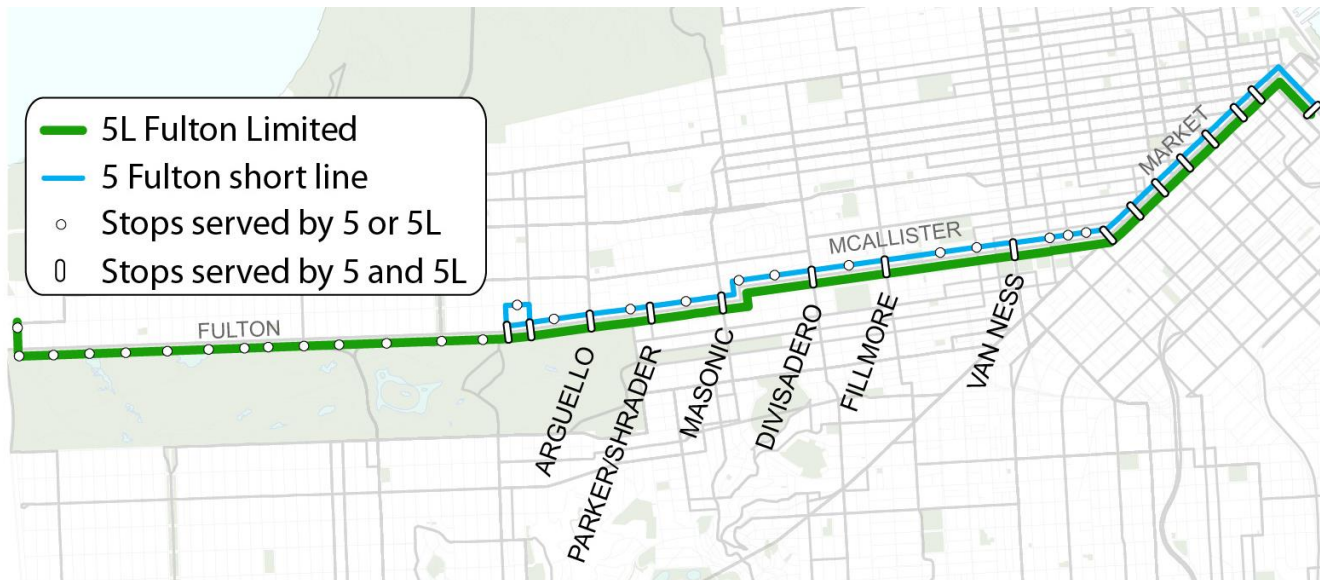 5L Fulton Limited
5 Fulton short line
Stops served by 5 or 5L
Stops served by 5 and 5L
FULTON
MCALLISTER
MARKET
ARGUELLO
PARKER/SHRADER
MASONIC
DIVISADERO
FILLMORE
VAN NESS